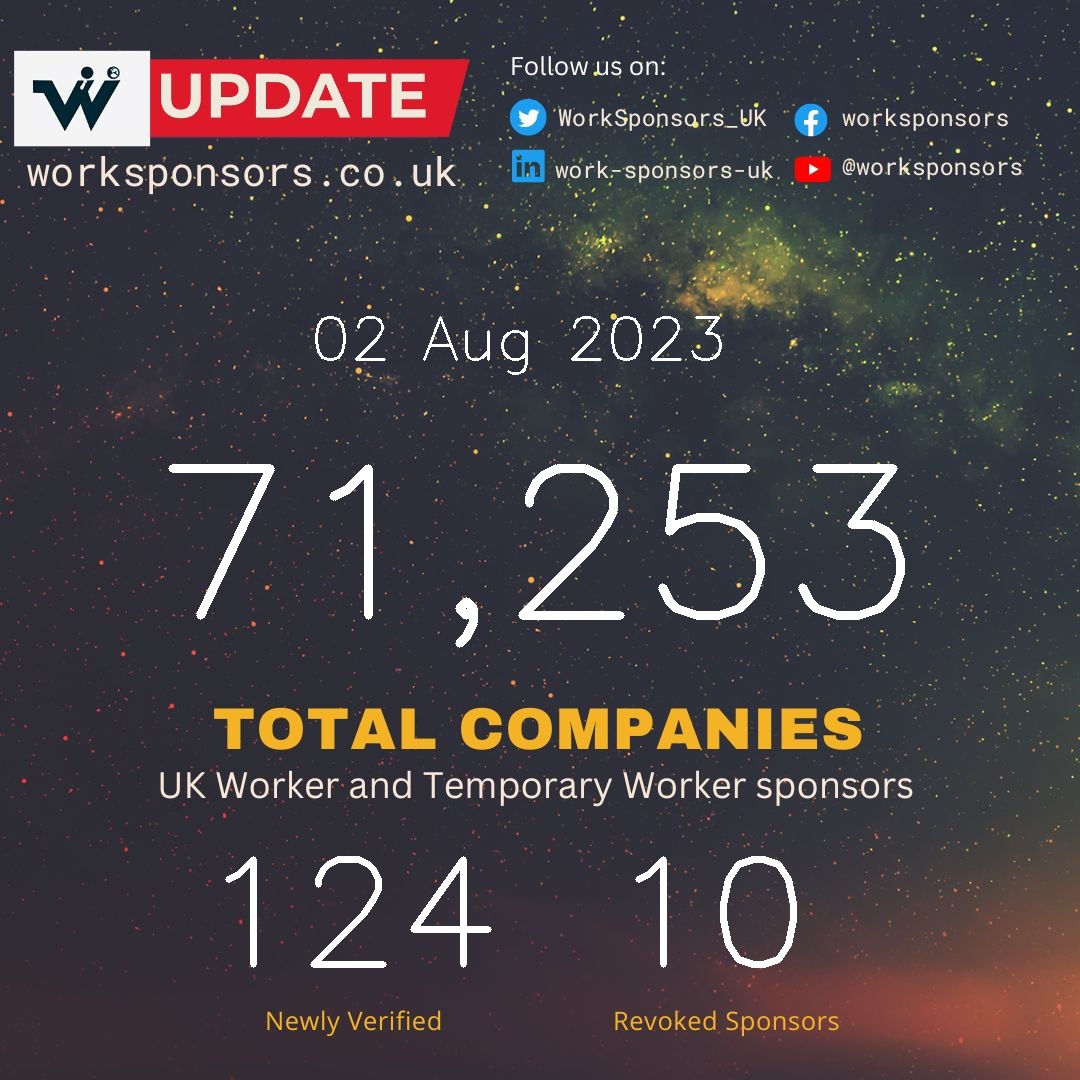 UPDATE
worksponsors.co.uk
Follow us on:
WorkSponsors_UK
worksponsors
work-sponsors-uk
@worksponsors
02 Aug 2023
71,253
TOTAL COMPANIES
UK Worker and Temporary Worker sponsors
124
10
Newly Verified
Revoked Sponsors